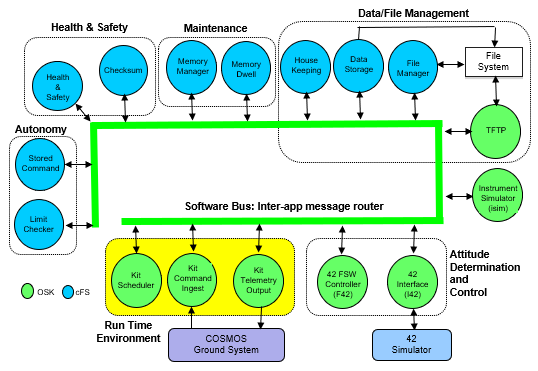 Health & Safety
Maintenance
Data/File Management
Health
&
Safety
Checksum
Memory
Manager
Memory
Dwell
House
Keeping
Data
Storage
File
Manager
File
System
TFTP
Autonomy
Stored
Command
Limit
Checker
Instrument
Simulator
(isim)
Software Bus: Inter-app message router
Kit
Scheduler
Kit
Command
Ingest
Kit
Telemetry
Output
42 FSW
Controller
(F42)
42
Interface
(I42)
Attitude
Determination
and
Control
OSK
cFS
Run Time
Environment
COSMOS
Ground System
42
Simulator